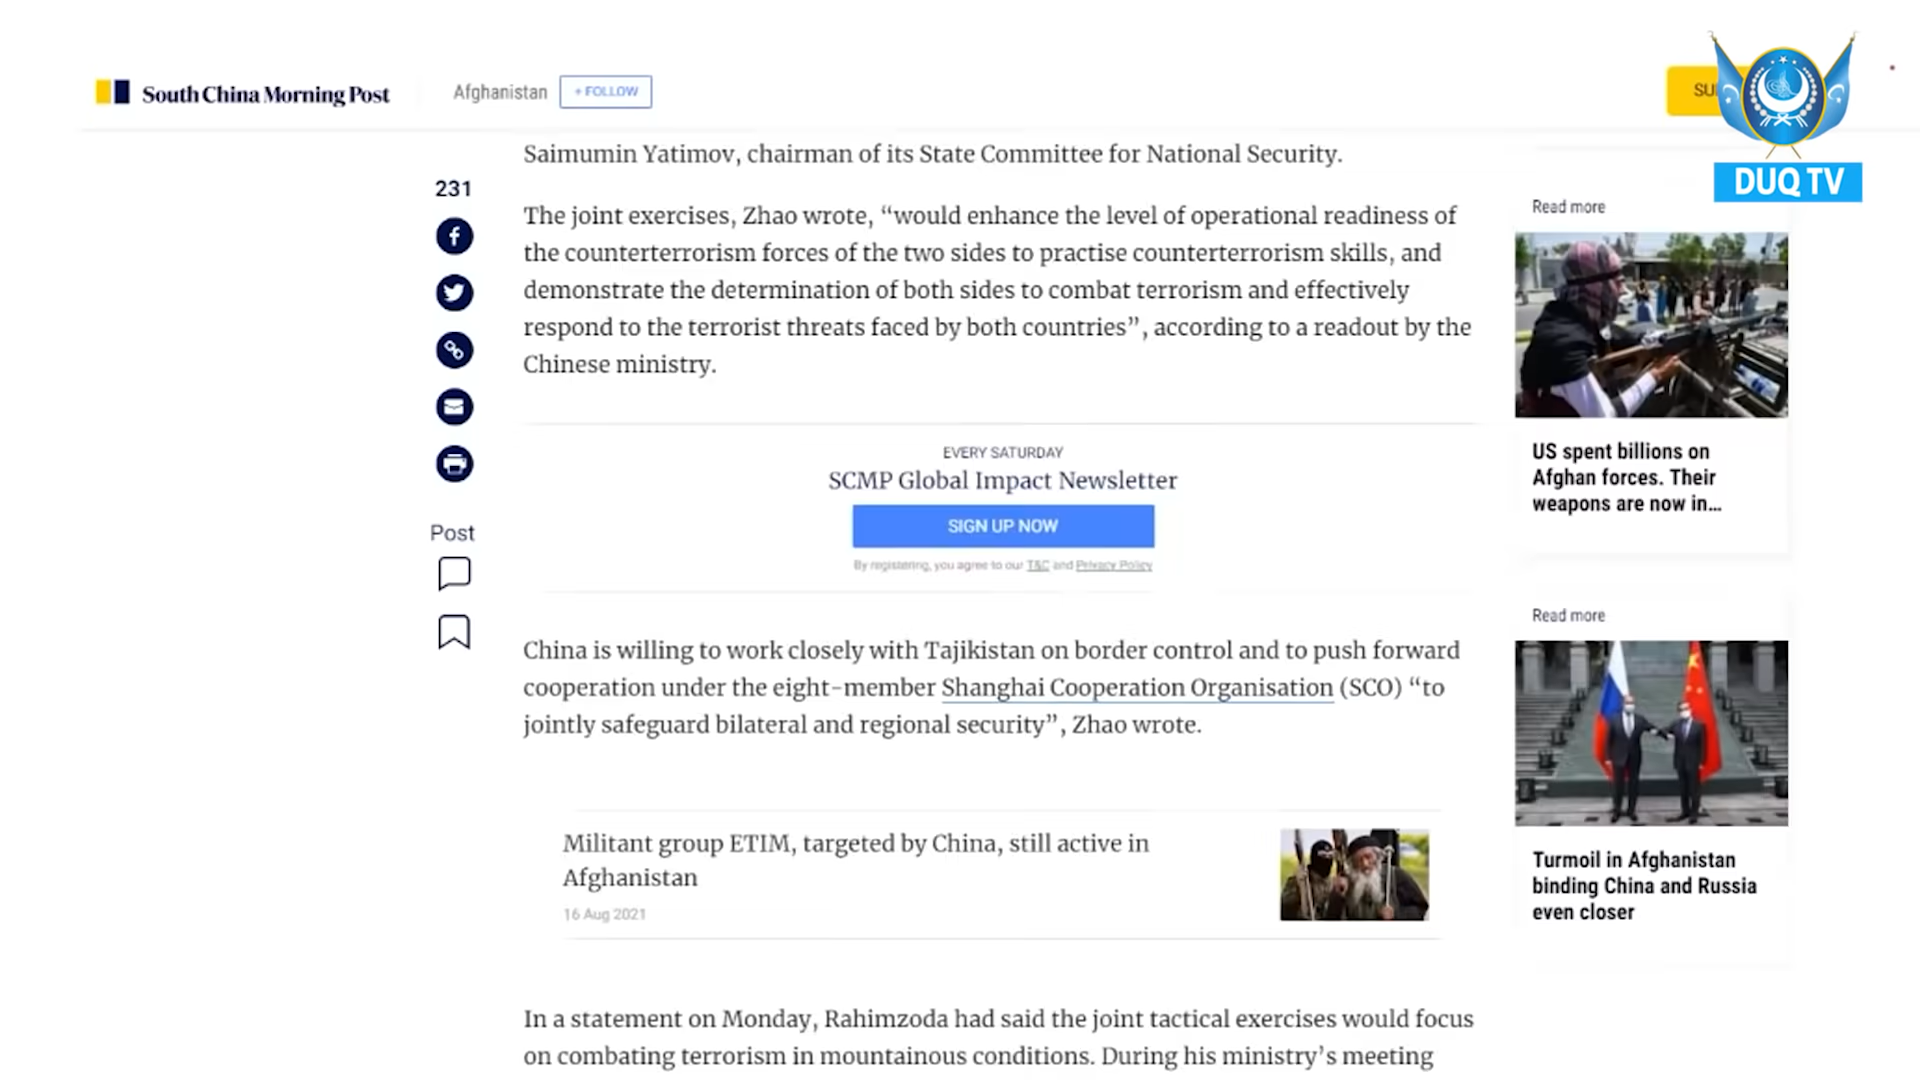 South China Morning Post
Afghanistan
+ FOLLOW
DUQ TV
Saimumin Yatimov, chairman of its State Committee for National Security.
231
The joint exercises, Zhao wrote, “would enhance the level of operational readiness of
the counterterrorism forces of the two sides to practise counterterrorism skills, and
demonstrate the determination of both sides to combat terrorism and effectively
respond to the terrorist threats faced by both countries”, according to a readout by the
Chinese ministry.
EVERY SATURDAY
SCMP Global Impact Newsletter
SIGN UP NOW
By registering, you agree to our T&C and Privacy Policy
Post
China is willing to work closely with Tajikistan on border control and to push forward
cooperation under the eight-member Shanghai Cooperation Organisation (SCO) “to
jointly safeguard bilateral and regional security”, Zhao wrote.
Militant group ETIM, targeted by China, still active in
Afghanistan
16 Aug 2021
In a statement on Monday, Rahimzoda had said the joint tactical exercises would focus
on combating terrorism in mountainous conditions. During his ministry’s meeting
Read more
US spent billions on
Afghan forces. Their
weapons are now in...
Read more
Turmoil in Afghanistan
binding China and Russia
even closer